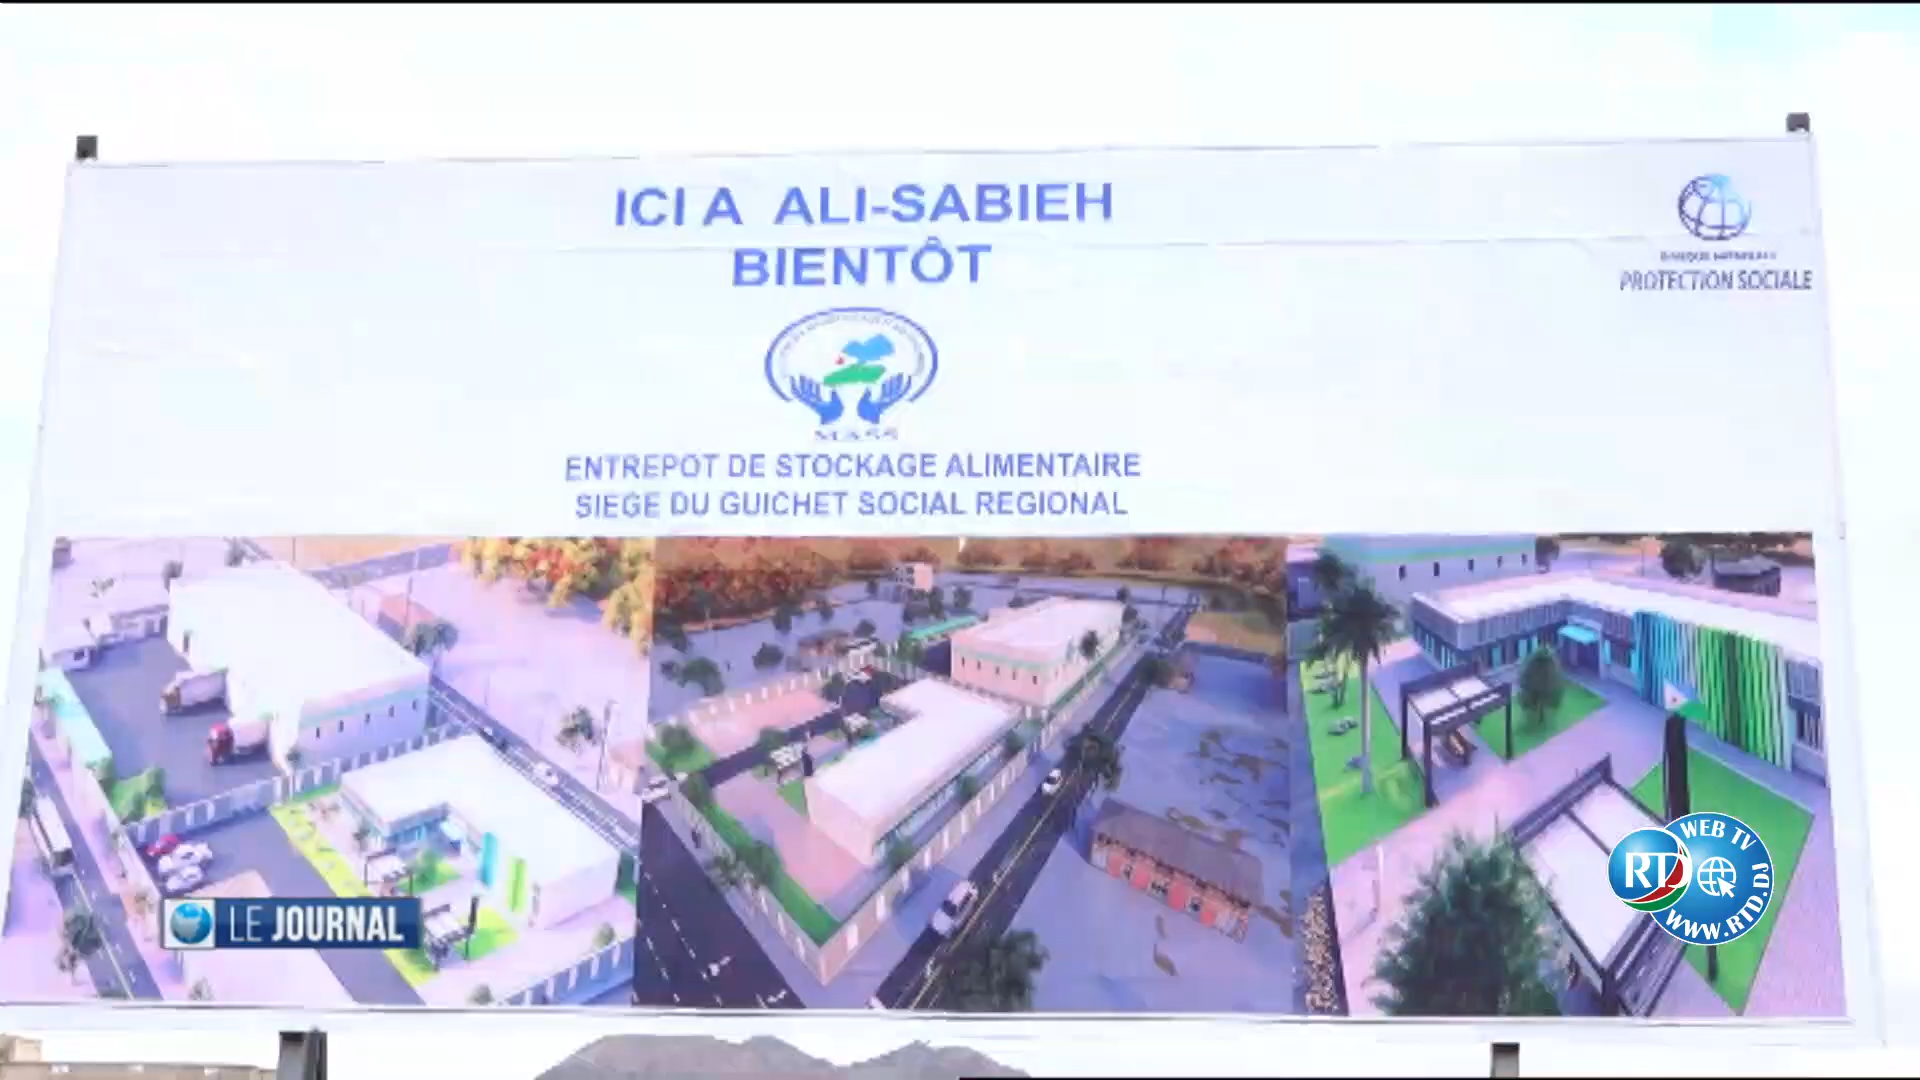 ICI A ALI-SABIEH
BIENTÔT
PROTECTION SOCIALE
MASS
ENTREPOT DE STOCKAGE ALIMENTAIRE
SIEGE DU GUICHET SOCIAL REGIONAL
LE JOURNAL
RTD
WEB TV
WWW.RTD.DJ